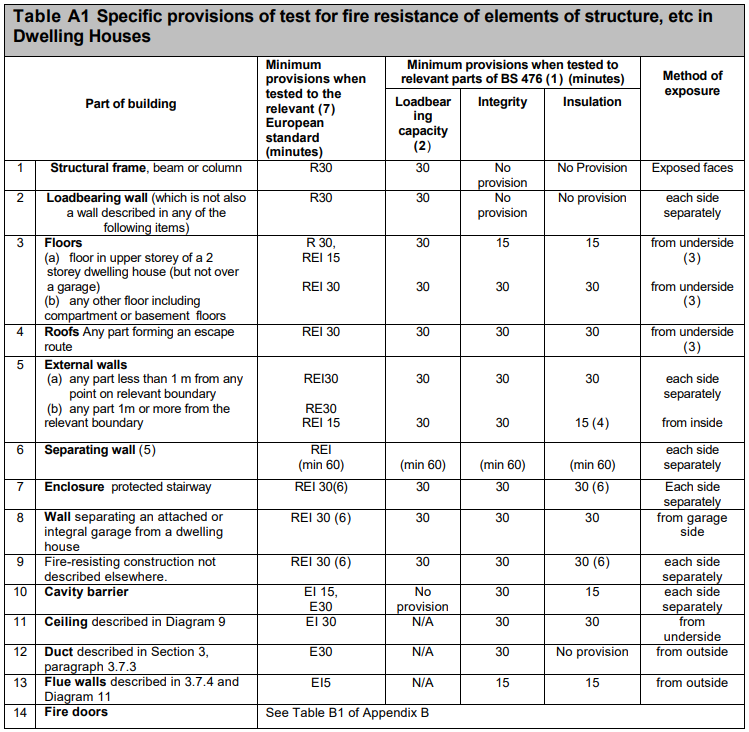 Table A1 Specific provisions of test for fire resistance of elements of structure, etc in
Dwelling Houses
Part of building
Minimum
provisions when
tested to the
relevant (7)
European
standard
(minutes)
Minimum provisions when tested to
relevant parts of BS 476 (1) (minutes)
Loadbear
ing
capacity
(2)
Integrity
Insulation
Method of
exposure
1 Structural frame, beam or column R30 30 No provision No Provision Exposed faces
2 Loadbearing wall (which is not also R30 30 No provision No provision each side
a wall described in any of the separately
following items)
3 Floors R 30, 30 15 15 from underside
(a) floor in upper storey of a 2 REI 15 (3)
storey dwelling house (but not over
a garage) REI 30 30 30 30 from underside
(b) any other floor including (3)
compartment or basement floors
4 Roofs Any part forming an escape REI 30 30 30 30 from underside
route (3)
5 External walls
(a) any part less than 1 m from any REI30 30 30 30 each side
point on relevant boundary separately
(b) any part 1m or more from the RE30
relevant boundary REI 15 30 30 15 (4) from inside
6 Separating wall (5) REI each side
(min 60) (min 60) (min 60) (min 60) separately
7 Enclosure protected stairway REI 30(6) 30 30 30 (6) Each side
separately
8 Wall separating an attached or REI 30 (6) 30 30 30 from garage
integral garage from a dwelling side
house
9 Fire-resisting construction not REI 30 (6) 30 30 30 (6) each side
described elsewhere. separately
10 Cavity barrier EI 15, No 30 15 each side
E30 provision separately
11 Ceiling described in Diagram 9 EI 30 N/A 30 30 from
underside
12 Duct described in Section 3, E30 N/A 30 No provision from outside
paragraph 3.7.3
13 Flue walls described in 3.7.4 and EI5 N/A 15 15 from outside
Diagram 11
14 Fire doors See Table B1 of Appendix B